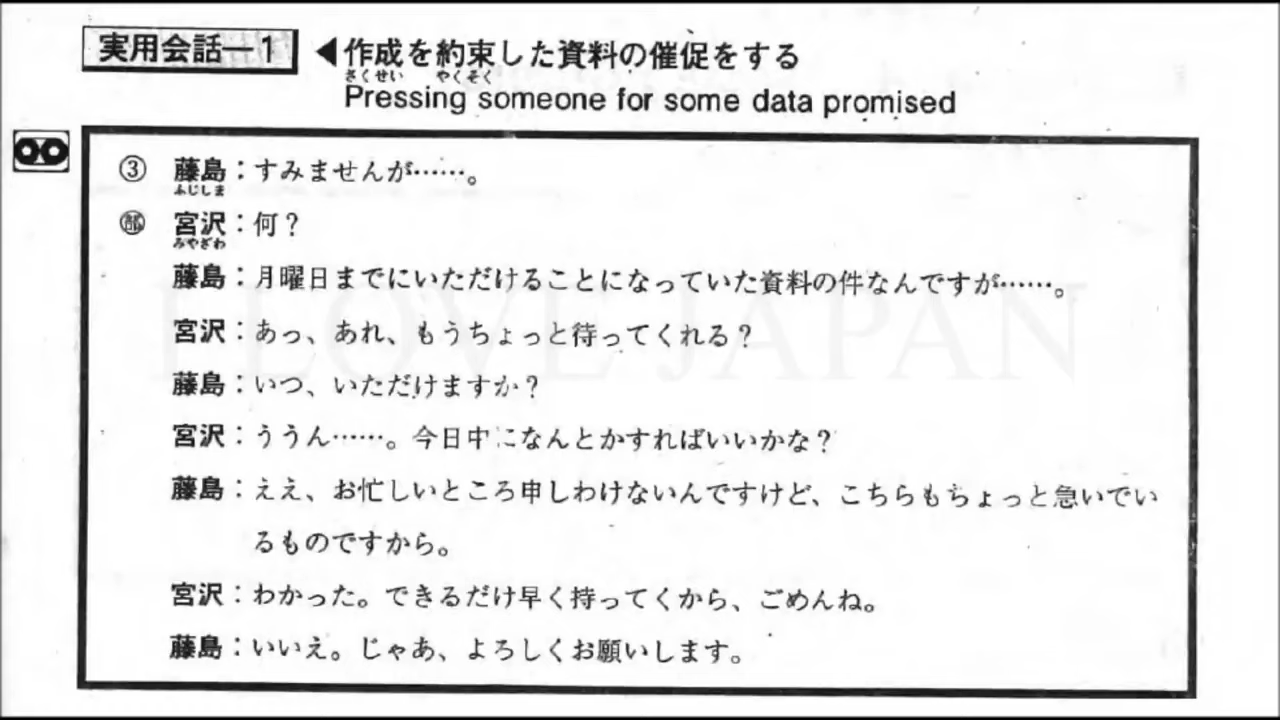 実用会話—1 ◀作成を約束した資料の催促をする
さくせい やくそく
Pressing someone for some data promised
③ 藤島：すみませんが……。
ふじしま
㊞ 宮沢：何？
みやざわ
藤島：月曜日までにいただけることになっていた資料の件なんですが……。
宮沢：あっ、あれ、もうちょっと待ってくれる？
藤島：いつ、いただけますか？
宮沢：ううん……。今日中になんとかすればいいかな？
藤島：ええ、お忙しいところ申しわけないんですけど、こちらもちょっと急いでい
るものですから。
宮沢：わかった。できるだけ早く持ってくから、ごめんね。
藤島：いいえ。じゃあ、よろしくお願いします。
I LOVE JAPAN